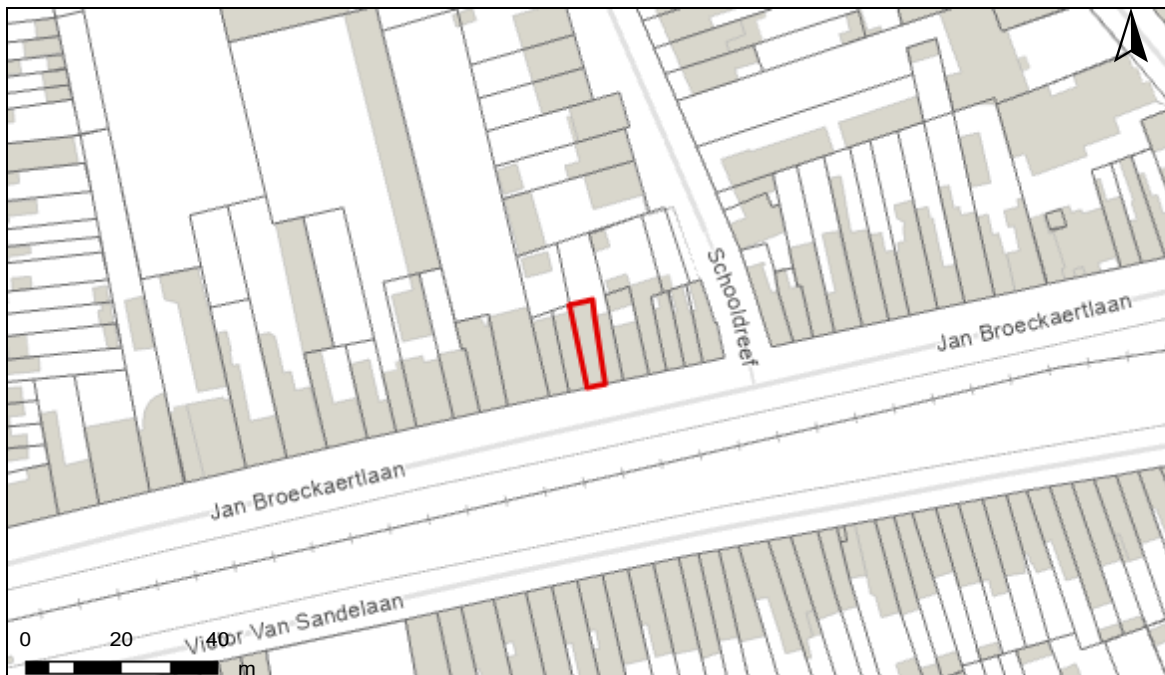 Schooldreef
Jan Broeckaertlaan
Jan Broeckaertlaan
Victor Van Sandelaan
0 20 40
m